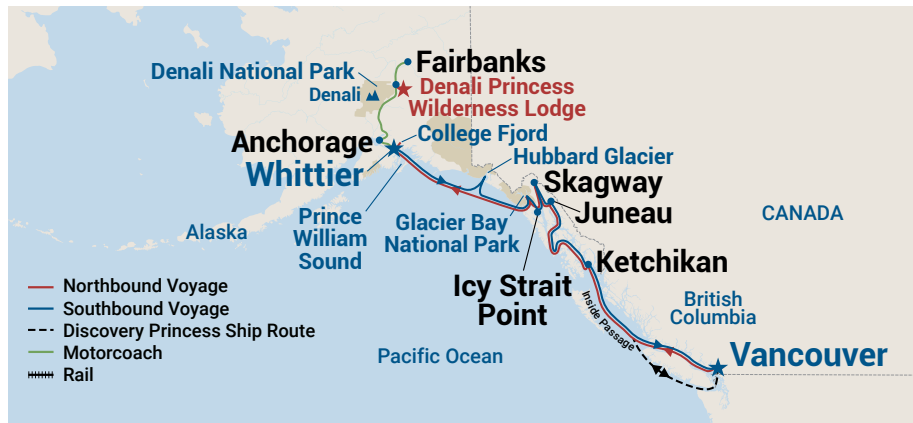 Fairbanks
Denali National Park
Denali
Denali Princess
Wilderness Lodge
Anchorage
College Fjord
Whittier
Hubbard Glacier
Skagway
Juneau
Prince
William
Sound
Glacier Bay
National Park
CANADA
Alaska
Ketchikan
Icy Strait
Point
Inside Passage
British
Columbia
Northbound Voyage
Southbound Voyage
Discovery Princess Ship Route
Motorcoach
Rail
Pacific Ocean
Vancouver